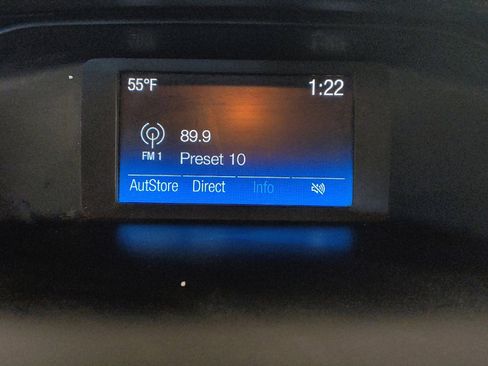 55°F 1:22
89.9
FM 1 Preset 10
AutStore Direct Info